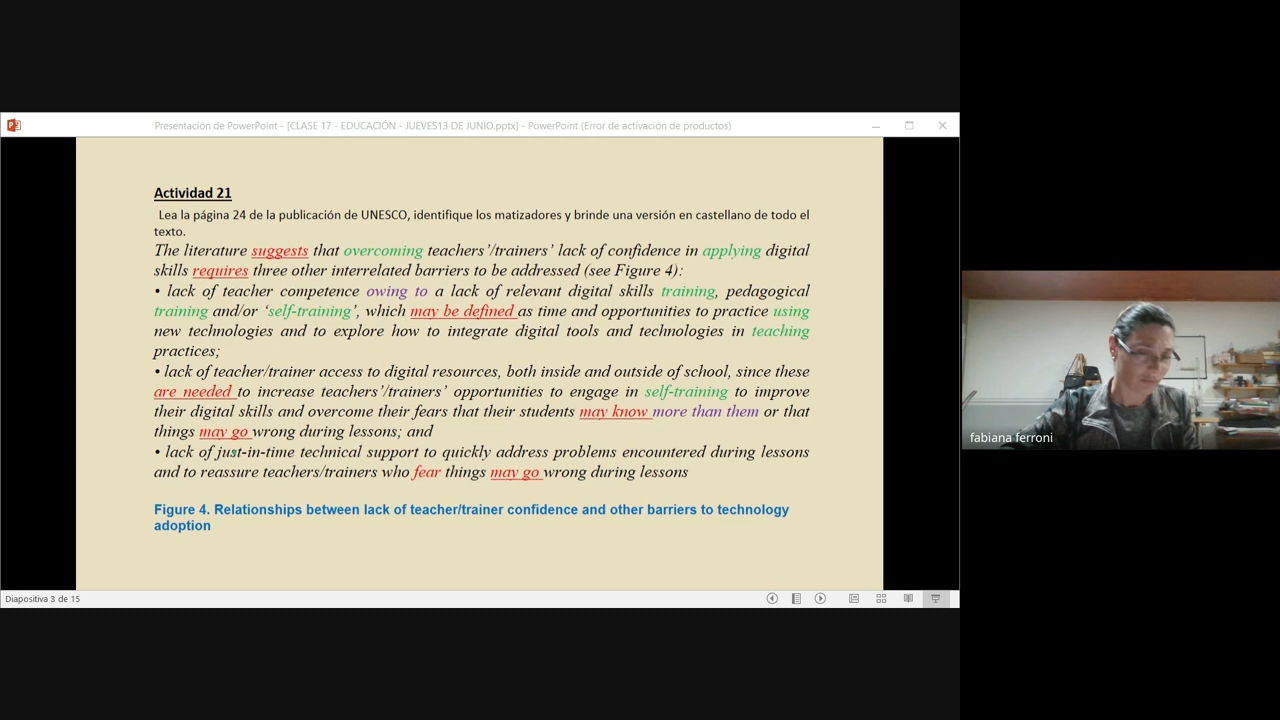 Presentación de PowerPoint - [CLASE 17 - EDUCACIÓN - JUEVES13 DE JUNIO.pptx] - PowerPoint (Error de activación de productos)
Actividad 21
Lea la página 24 de la publicación de UNESCO, identifique los matizadores y brinde una versión en castellano de todo el
texto.
The literature suggests that overcoming teachers’/trainers’ lack of confidence in applying digital
skills requires three other interrelated barriers to be addressed (see Figure 4):
• lack of teacher competence owing to a lack of relevant digital skills training, pedagogical
training and/or ‘self-training’, which may be defined as time and opportunities to practice using
new technologies and to explore how to integrate digital tools and technologies in teaching
practices;
• lack of teacher/trainer access to digital resources, both inside and outside of school, since these
are needed to increase teachers’/trainers’ opportunities to engage in self-training to improve
their digital skills and overcome their fears that their students may know more than them or that
things may go wrong during lessons; and
• lack of just-in-time technical support to quickly address problems encountered during lessons
and to reassure teachers/trainers who fear things may go wrong during lessons
Figure 4. Relationships between lack of teacher/trainer confidence and other barriers to technology
adoption
Diapositiva 3 de 15
fabiana ferroni